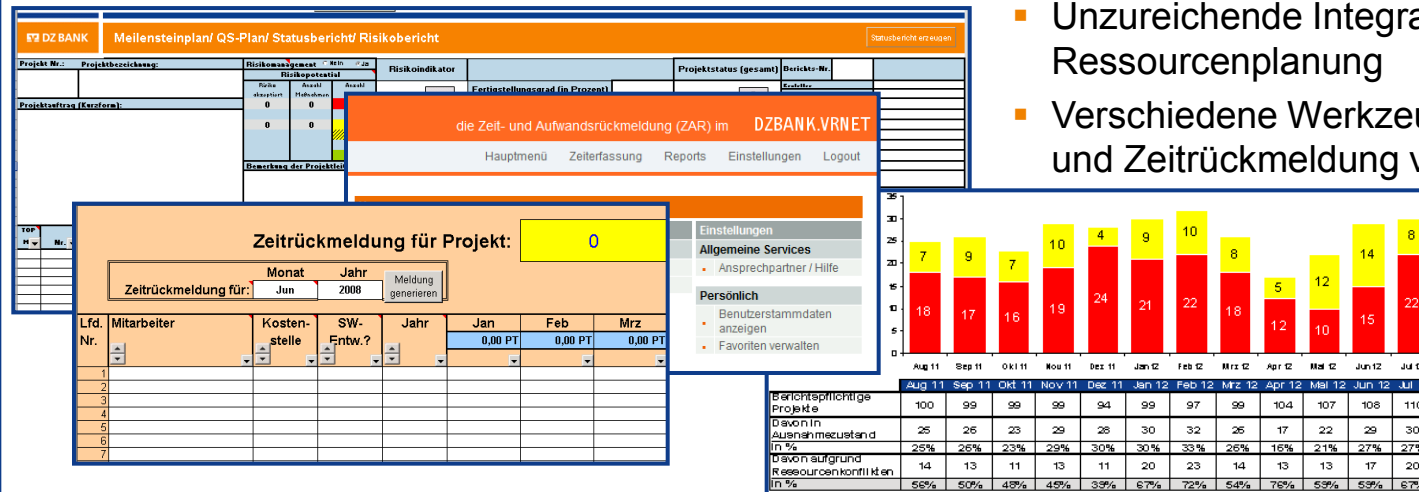 Unzureichende
Ressourcenplanung
Verschiedene
und Zeitrückmeldung
DZ BANK Meilensteinplan/ QS-Plan/ Statusbericht/ Risikobericht Statusbericht erzeugen
Projekt Nr.: Projektbezeichnung: Risikomanagement Nein Ja Risikoindikator Projektstatus (gesamt) Berichts-Nr.
Risikopotential
Risiko Anzahl Anzahl Fertigstellungsgrad (in Prozent)
akzeptiert Maßnahmen
Projektauftrag (Kurzform): 0 0
0 0
Bemerkung der
TOP
M Nr.
die Zeit- und Aufwandsrückmeldung (ZAR) im DZBANK.VRNET
Hauptmenü Zeiterfassung Reports Einstellungen Logout
Einstellungen
Allgemeine Services
Ansprechpartner / Hilfe
Persönlich
Benutzerstammdaten
anzeigen
Favoriten verwalten
Zeitrückmeldung für Projekt: 0
Monat Jahr
Zeitrückmeldung für: Jun 2008 Meldung
generieren
Lfd. Mitarbeiter Kosten- SW- Jahr Jan Feb Mrz
Nr. stelle Entw.? 0,00 PT 0,00 PT 0,00 PT
1
2
3
4
5
6
7
35
30
25
20
15
10
5
0
7 9 7 10 4 9 10 8 5 12 14 8
18 17 16 19 24 21 22 18 12 10 15 22
Aug 11 Sep 11 Okt 11 Nov 11 Dez 11 Jan 12 Feb 12 Mrz 12 Apr 12 Mai 12 Jun 12 Jul
Aug 11 Sep 11 Okt 11 Nov 11 Dez 11 Jan 12 Feb 12 Mrz 12 Apr 12 Mai 12 Jun 12 Jul
Berichtspflichtige
Projekte 100 99 99 99 94 99 97 99 104 107 108 110
Davon in
Ausnahmezustand 25 26 23 29 28 30 32 26 17 22 29 30
In % 25% 26% 23% 29% 30% 30% 33% 26% 16% 21% 27% 27%
Davon aufgrund
Ressourcenkonflikten 14 13 11 13 11 20 23 14 13 13 17 20
In % 56% 50% 48% 45% 39% 67% 72% 54% 76% 59% 59% 67%